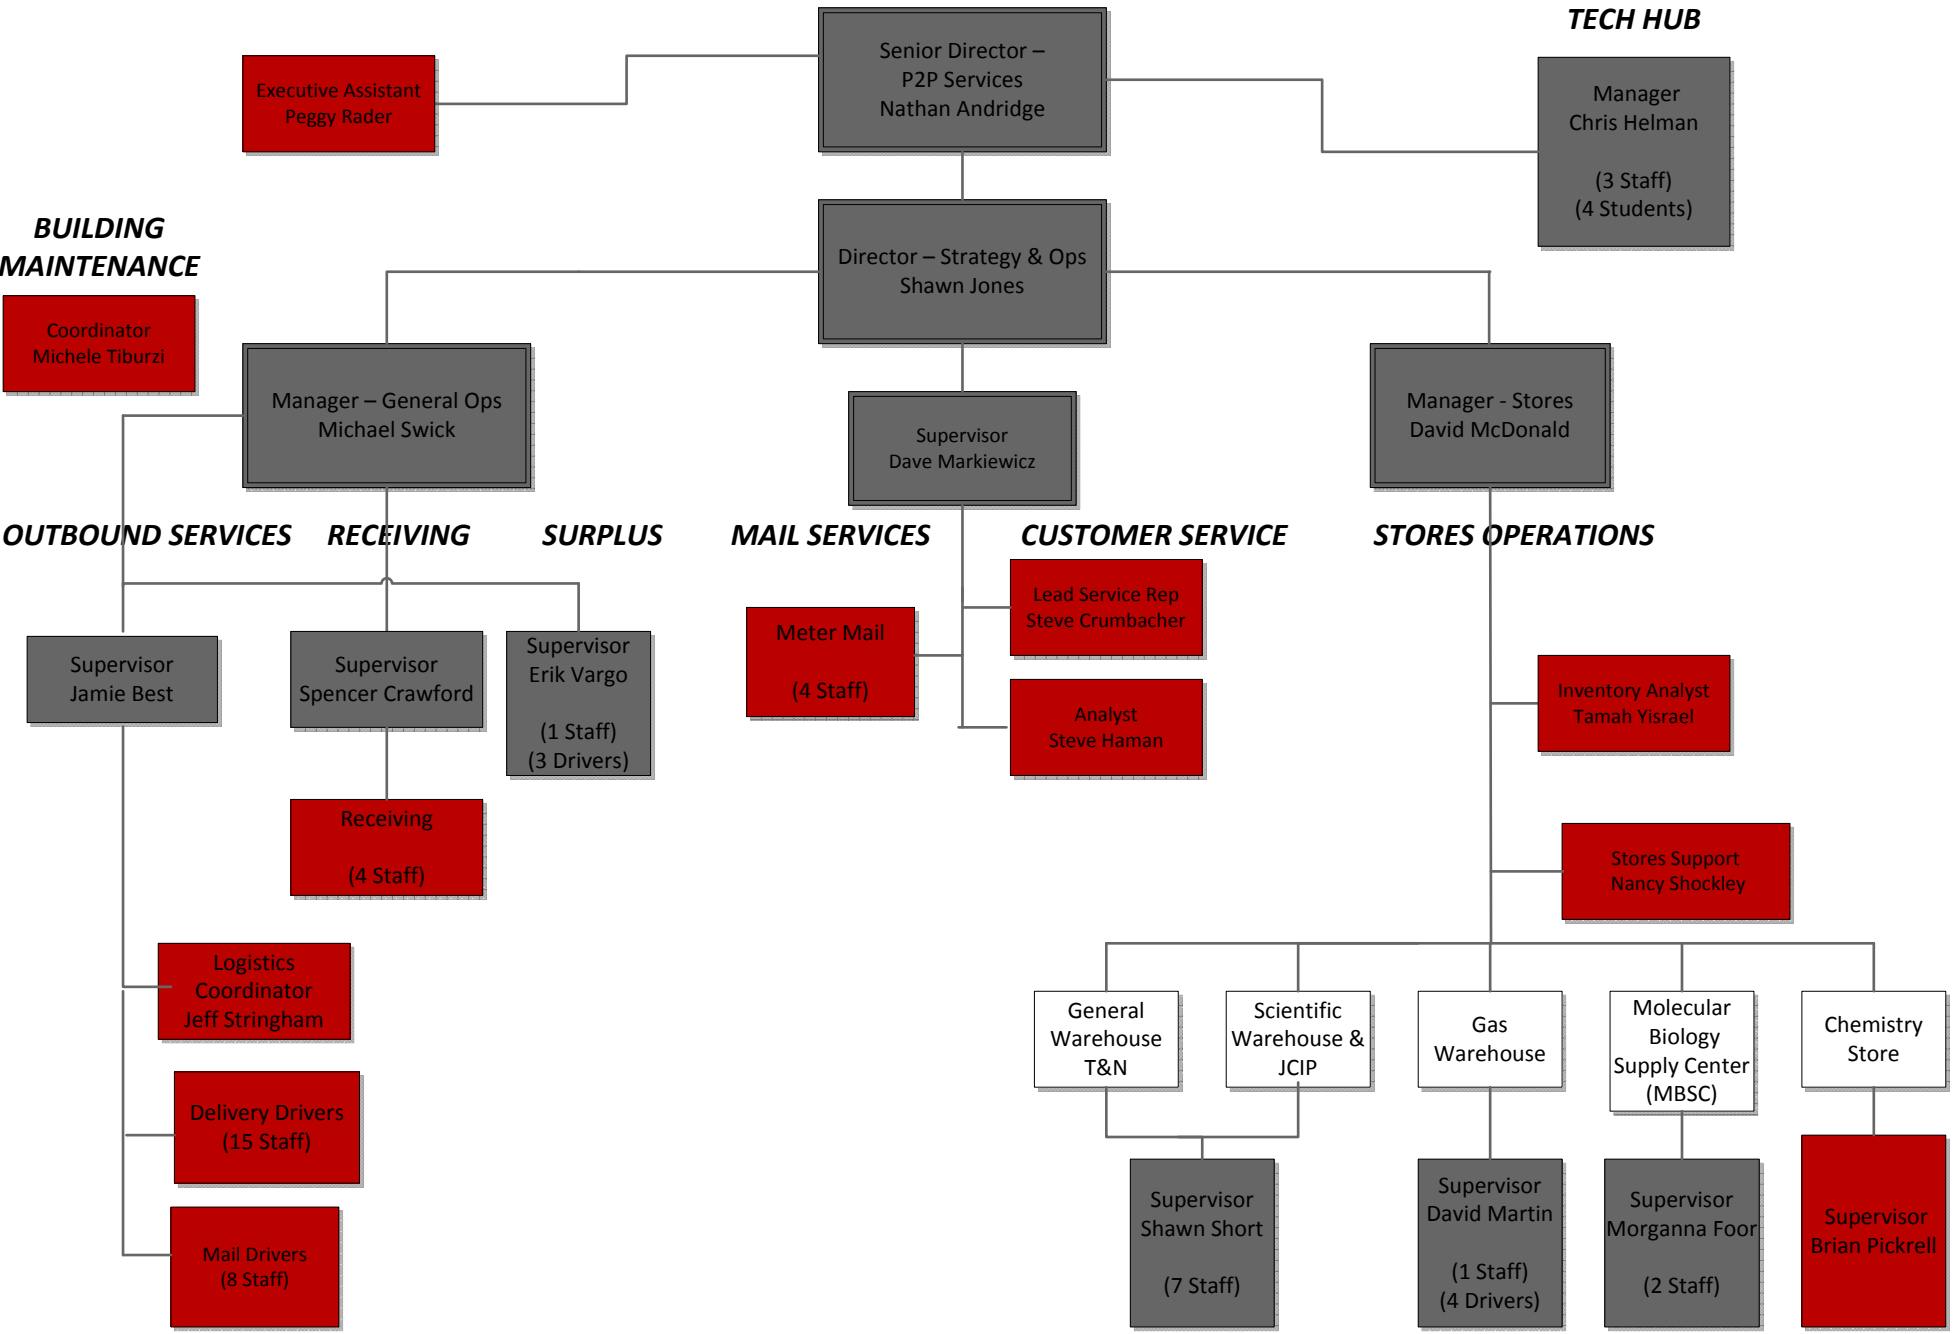 TECH HUB
Senior Director –
P2P Services
Nathan Andridge
Executive Assistant
Peggy Rader
Manager
Chris Helman
(3 Staff)
(4 Students)
BUILDING
MAINTENANCE
Coordinator
Michele Tiburzi
Director – Strategy & Ops
Shawn Jones
Manager – General Ops
Michael Swick
Supervisor
Dave Markiewicz
Manager - Stores
David McDonald
OUTBOUND SERVICES
RECEIVING
SURPLUS
MAIL SERVICES
CUSTOMER SERVICE
STORES OPERATIONS
Supervisor
Jamie Best
Supervisor
Spencer Crawford
Supervisor
Erik Vargo
(1 Staff)
(3 Drivers)
Meter Mail
(4 Staff)
Lead Service Rep
Steve Crumbacher
Analyst
Steve Haman
Inventory Analyst
Tamah Yisrael
Receiving
(4 Staff)
Stores Support
Nancy Shockley
Logistics
Coordinator
Jeff Stringham
Delivery Drivers
(15 Staff)
Mail Drivers
(8 Staff)
General
Warehouse
T&N
Scientific
Warehouse &
JCIP
Gas
Warehouse
Molecular
Biology
Supply Center
(MBSC)
Chemistry
Store
Supervisor
Shawn Short
(7 Staff)
Supervisor
David Martin
(1 Staff)
(4 Drivers)
Supervisor
Morganna Foor
(2 Staff)
Supervisor
Brian Pickrell